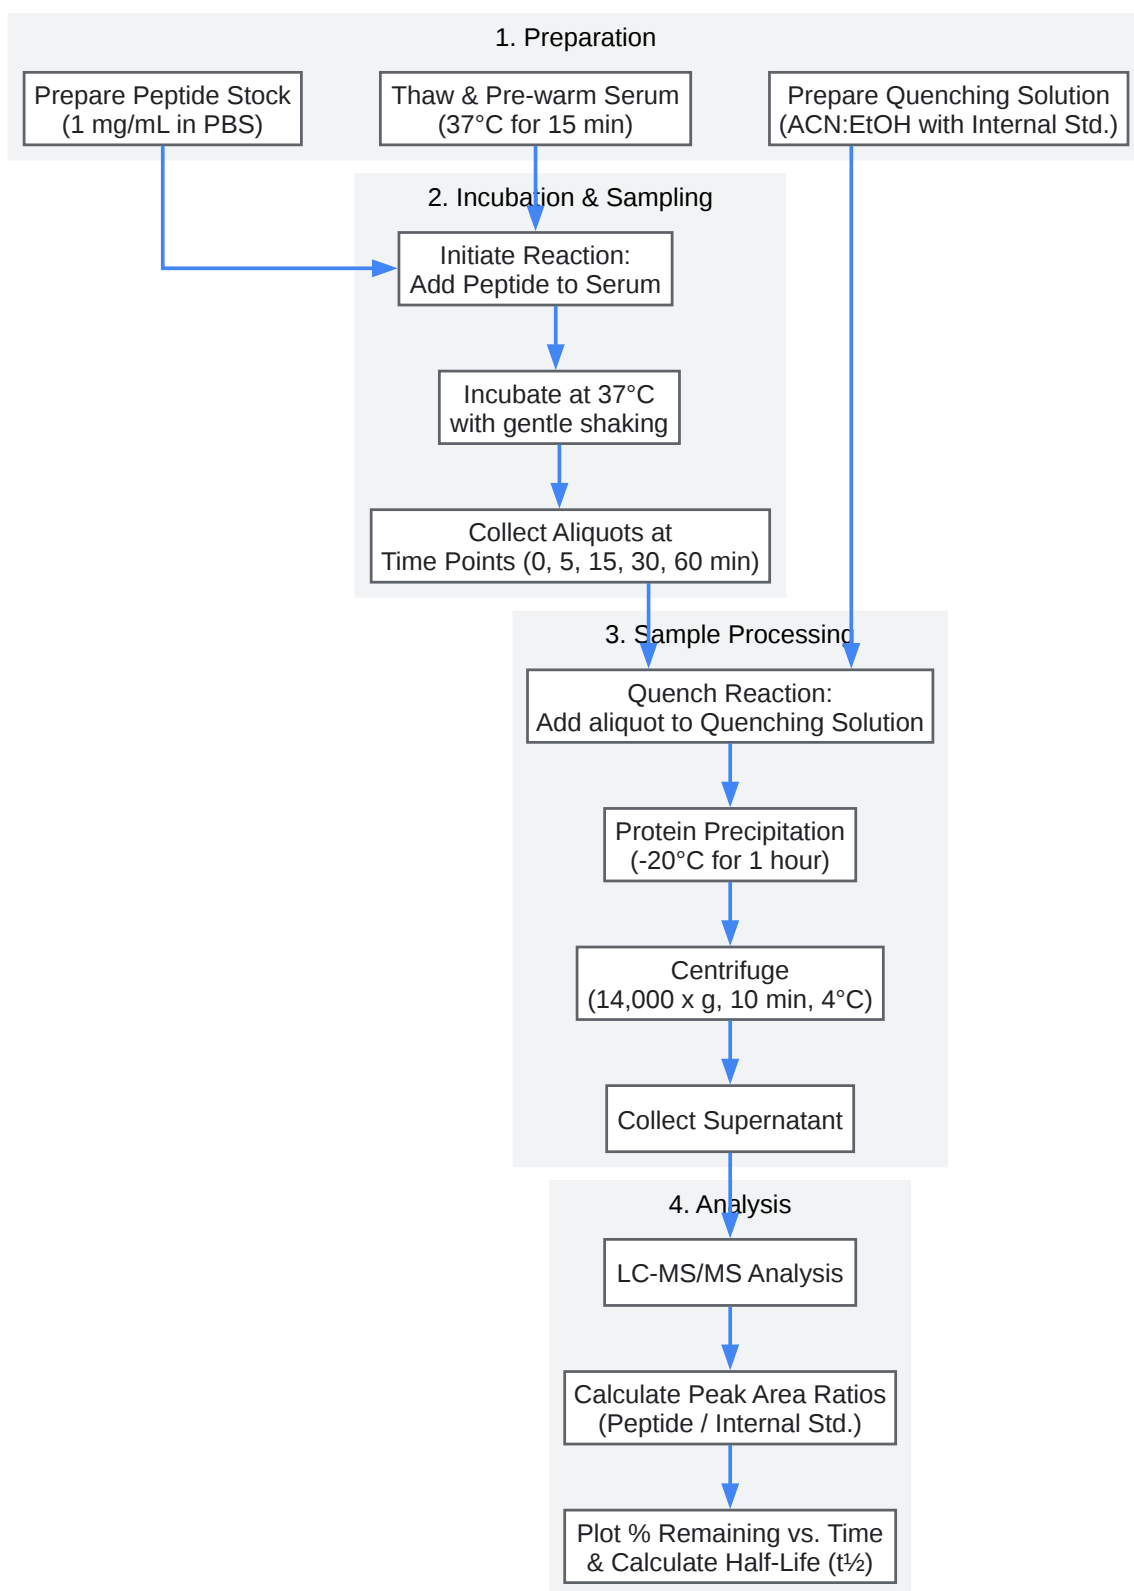 1. Preparation
Prepare Peptide Stock
(1 mg/mL in PBS)
Thaw & Pre-warm Serum
(37°C for 15 min)
Prepare Quenching Solution
(ACN:EtOH with Internal Std.)
2. Incubation & Sampling
Initiate Reaction:
Add Peptide to Serum
Incubate at 37°C
with gentle shaking
Collect Aliquots at
Time Points (0, 5, 15, 30, 60 min)
3. Sample Processing
Quench Reaction:
Add aliquot to Quenching Solution
Protein Precipitation
(-20°C for 1 hour)
Centrifuge
(14,000 x g, 10 min, 4°C)
Collect Supernatant
4. Analysis
LC-MS/MS Analysis
Calculate Peak Area Ratios
(Peptide / Internal Std.)
Plot % Remaining vs. Time
& Calculate Half-Life (t½)